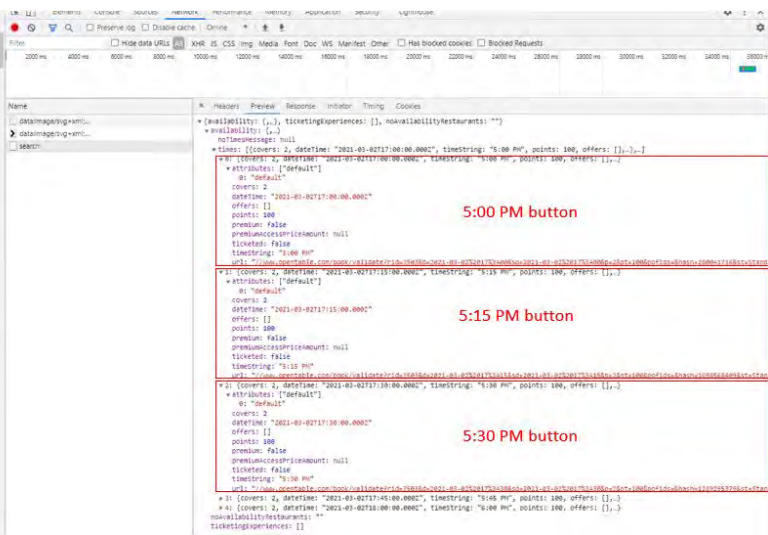 Elements Console Sources Network Performance Memory Application Security Lighthouse
Preserve log Disable cache Online
Filter Hide data URLs All XHR JS CSS Img Media Font Doc WS Manifest Other Has blocked cookies Blocked Requests
2000 ms 4000 ms 6000 ms 8000 ms 10000 ms 12000 ms 14000 ms 16000 ms 18000 ms 20000 ms 22000 ms 24000 ms 26000 ms 28000 ms 30000 ms 32000 ms 34000 ms
Name
Headers Preview Response Initiator Timing Cookies
data:image/svg+xml;...
data:image/svg+xml;...
search
{availability: {,…}, ticketingExperiences: [], noAvailabilityRestaurants: ""}
availability: {,…}
noTimesMessage: null
times: [{covers: 2, dateTime: "2021-03-02T17:00:00.000Z", timeString: "5:00 PM", points: 100, offers: [],…},…]
0: {covers: 2, dateTime: "2021-03-02T17:00:00.000Z", timeString: "5:00 PM", points: 100, offers: [],…}
attributes: ["default"]
0: "default"
covers: 2
dateTime: "2021-03-02T17:00:00.000Z"
offers: []
points: 100
premium: false
premiumAccessPriceAmount: null
ticketed: false
timeString: "5:00 PM"
5:00 PM button
1: {covers: 2, dateTime: "2021-03-02T17:15:00.000Z", timeString: "5:15 PM", points: 100, offers: [],…}
attributes: ["default"]
0: "default"
covers: 2
dateTime: "2021-03-02T17:15:00.000Z"
offers: []
points: 100
premium: false
premiumAccessPriceAmount: null
ticketed: false
timeString: "5:15 PM"
5:15 PM button
2: {covers: 2, dateTime: "2021-03-02T17:30:00.000Z", timeString: "5:30 PM", points: 100, offers: [],…}
attributes: ["default"]
0: "default"
covers: 2
dateTime: "2021-03-02T17:30:00.000Z"
offers: []
points: 100
premium: false
premiumAccessPriceAmount: null
ticketed: false
timeString: "5:30 PM"
5:30 PM button
3: {covers: 2, dateTime: "2021-03-02T17:45:00.000Z", timeString: "5:45 PM", points: 100, offers: [],…}
4: {covers: 2, dateTime: "2021-03-02T18:00:00.000Z", timeString: "6:00 PM", points: 100, offers: [],…}
noAvailabilityRestaurants: ""
ticketingExperiences: []